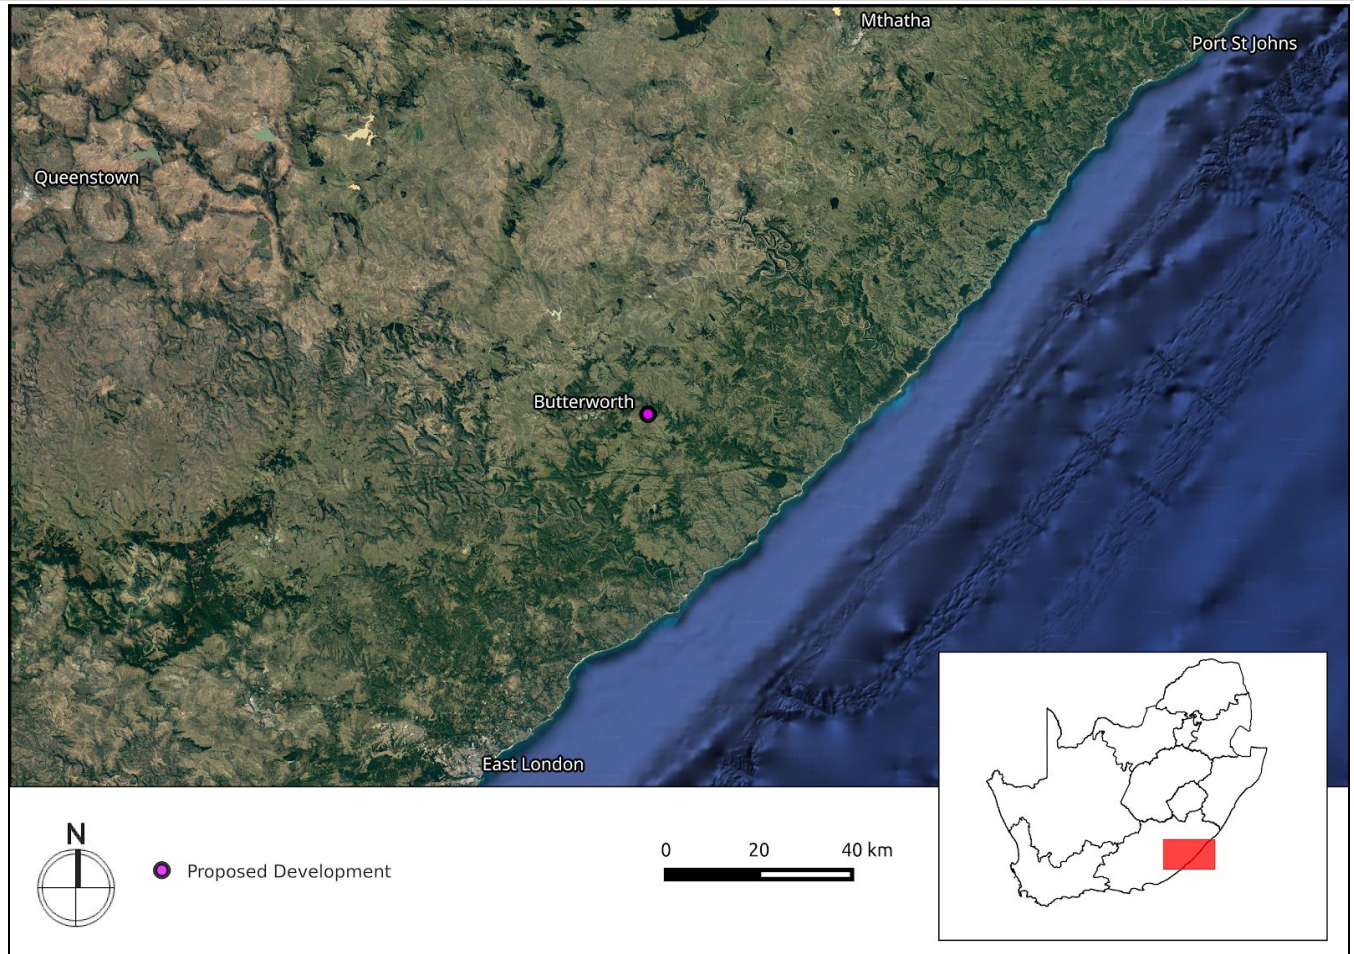 Mthatha
Port St Johns
Queenstown
Butterworth
East London
N
Proposed Development
0 20 40 km